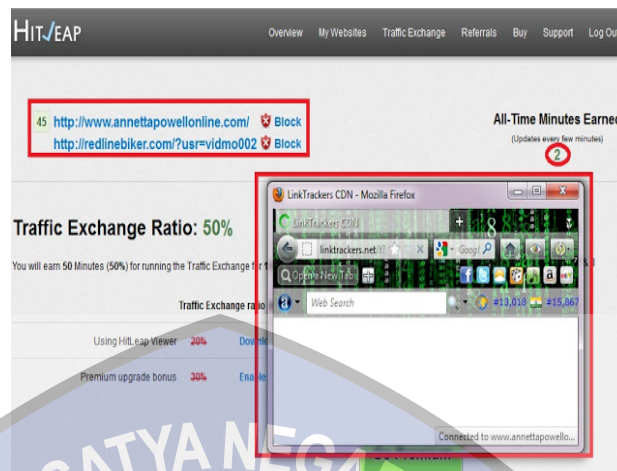 HITLEAP
Overview My Websites Traffic Exchange Referrals Buy Support Log Out
45 http://www.annettapowellonline.com/ Block
http://redlinebiker.com/?usr=vidmo002 Block
All-Time Minutes Earned
(Updates every few minutes)
2
LinkTrackers CDN - Mozilla Firefox
LinkTrackers CDN
linktrackers.net
Googl
Open a New Tab
Web Search
#13,018 #15,867
Traffic Exchange Ratio: 50%
You will earn 50 Minutes (50%) for running the Traffic Exchange for
Traffic Exchange ratio
Using HitLeap Viewer 20%
Premium upgrade bonus 30%
Connected to www.annettapowello...
SATYA NEGA